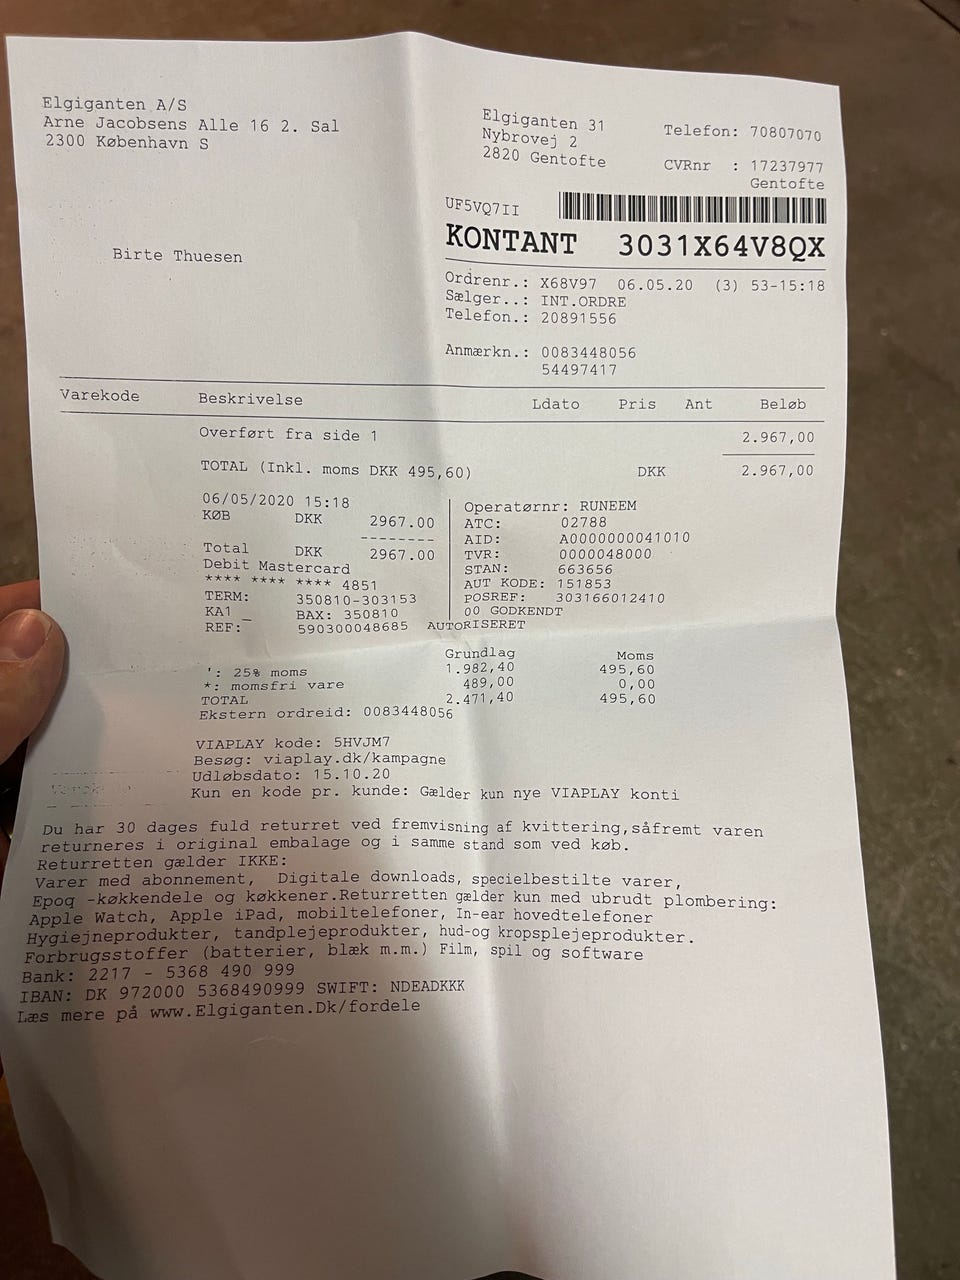 Elgiganten A/S
Arne Jacobsens Alle 16 2. Sal
2300 København S
Elgiganten 31
Nybrovej 2
2820 Gentofte
Telefon: 70807070
CVRnr : 17237977
Gentofte
UF5VQ7II
KONTANT 3031X64V8QX
Birte Thuesen
Ordrenr.: X68V97 06.05.20 (3) 53-15:18
Sælger..: INT.ORDRE
Telefon.: 20891556
Anmærkn.: 0083448056
54497417
Varekode Beskrivelse Ldato Pris Ant Beløb
Overført fra side 1 2.967,00
TOTAL (Inkl. moms DKK 495,60) DKK 2.967,00
06/05/2020 15:18
KØB DKK 2967.00
--------
Total DKK 2967.00
Debit Mastercard
**** **** **** 4851
TERM: 350810-303153
KA1_ BAX: 350810
REF: 590300048685 AUTORISERET
Operatørnr: RUNEEM
ATC: 02788
AID: A0000000041010
TVR: 0000048000
STAN: 663656
AUT KODE: 151853
POSREF: 303166012410
00 GODKENDT
Grundlag Moms
': 25% moms 1.982,40 495,60
*: momsfri vare 489,00 0,00
TOTAL 2.471,40 495,60
Ekstern ordreid: 0083448056
VIAPLAY kode: 5HVJM7
Besøg: viaplay.dk/kampagne
Udløbsdato: 15.10.20
Kun en kode pr. kunde: Gælder kun nye VIAPLAY konti
Du har 30 dages fuld returret ved fremvisning af kvittering,såfremt varen
returneres i original embalage og i samme stand som ved køb.
Returretten gælder IKKE:
Varer med abonnement, Digitale downloads, specielbestilte varer,
Epoq -køkkendele og køkkener.Returretten gælder kun med ubrudt plombering:
Apple Watch, Apple iPad, mobiltelefoner, In-ear hovedtelefoner
Hygiejneprodukter, tandplejeprodukter, hud-og kropsplejeprodukter.
Forbrugsstoffer (batterier, blæk m.m.) Film, spil og software
Bank: 2217 - 5368 490 999
IBAN: DK 972000 5368490999 SWIFT: NDEADKKK
Læs mere på www.Elgiganten.Dk/fordele